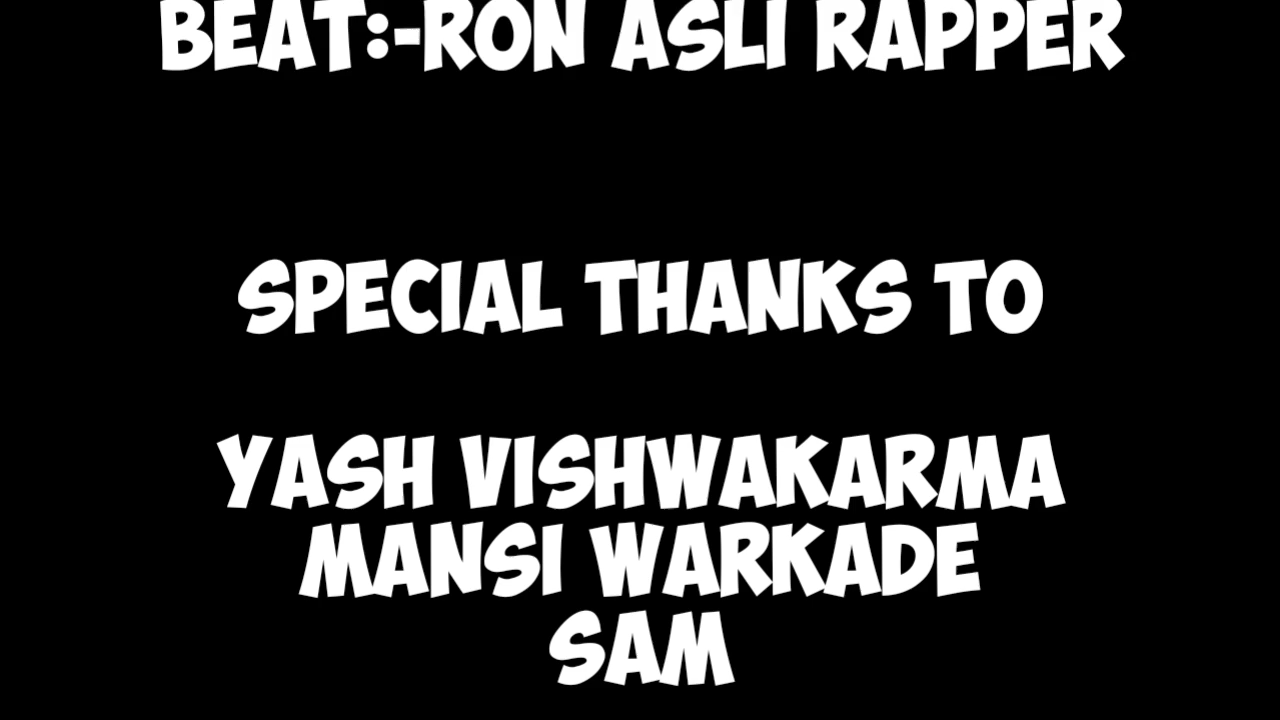 BEAT:-RON ASLI RAPPER
SPECIAL THANKS TO
YASH VISHWAKARMA
MANSI WARKADE
SAM